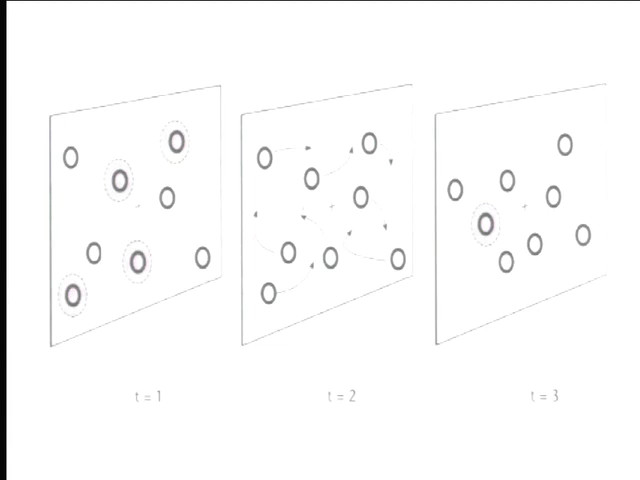 t = 1
t = 2
t = 3